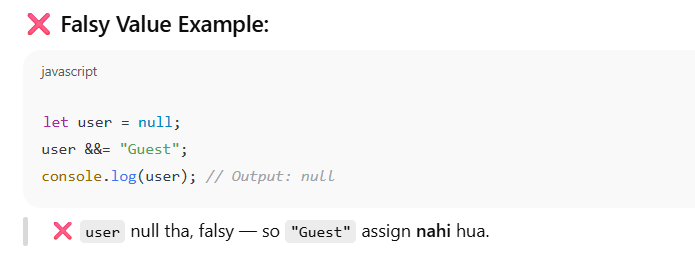 ❌ Falsy Value Example:
javascript
let user = null;
user &&= "Guest";
console.log(user); // Output: null
❌ user null tha, falsy — so "Guest" assign nahi hua.